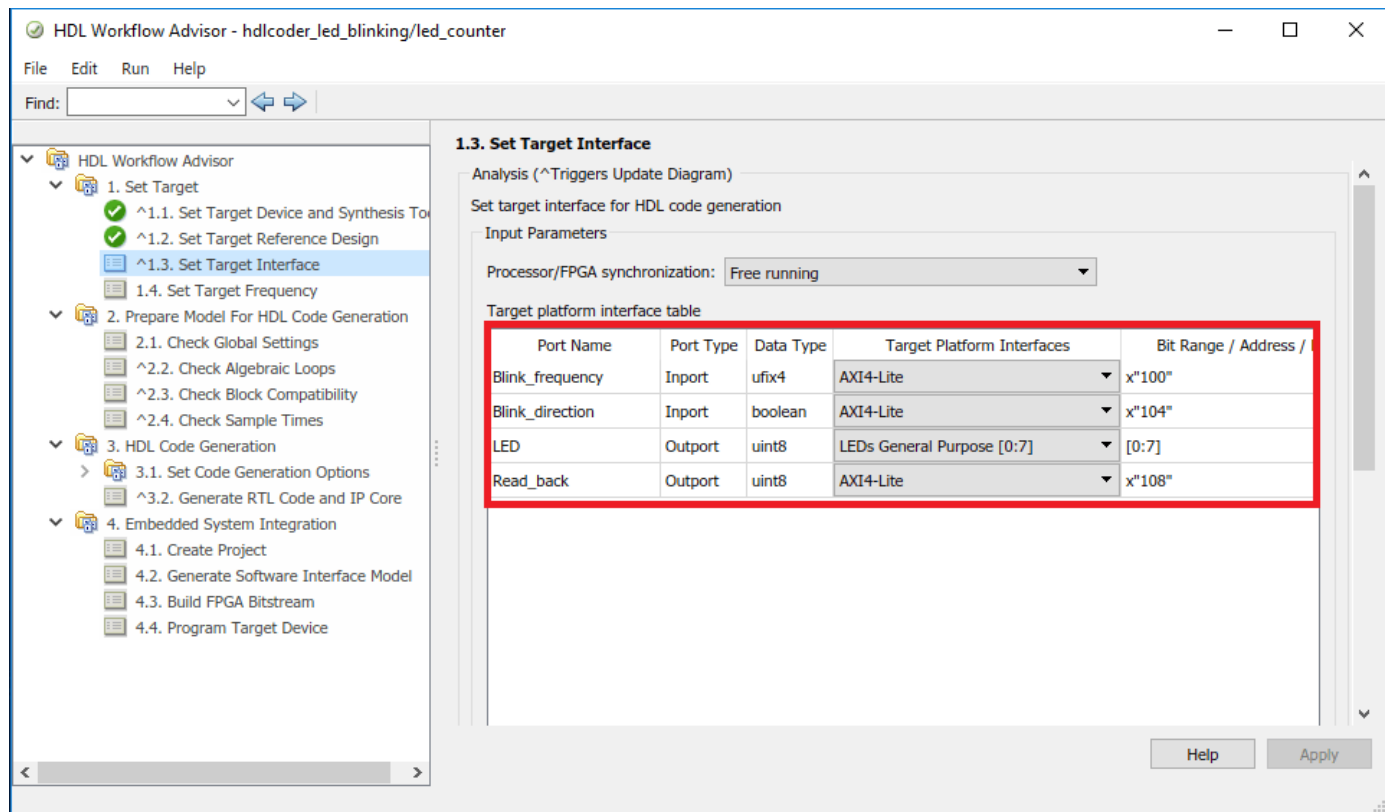 HDL Workflow Advisor - hdlcoder_led_blinking/led_counter
File Edit Run Help
Find:
HDL Workflow Advisor
1. Set Target
^1.1. Set Target Device and Synthesis To
^1.2. Set Target Reference Design
^1.3. Set Target Interface
1.4. Set Target Frequency
2. Prepare Model For HDL Code Generation
2.1. Check Global Settings
^2.2. Check Algebraic Loops
^2.3. Check Block Compatibility
^2.4. Check Sample Times
3. HDL Code Generation
3.1. Set Code Generation Options
^3.2. Generate RTL Code and IP Core
4. Embedded System Integration
4.1. Create Project
4.2. Generate Software Interface Model
4.3. Build FPGA Bitstream
4.4. Program Target Device
1.3. Set Target Interface
Analysis (^Triggers Update Diagram)
Set target interface for HDL code generation
Input Parameters
Processor/FPGA synchronization: Free running
Target platform interface table
Port Name Port Type Data Type Target Platform Interfaces Bit Range / Address /
Blink_frequency Inport ufix4 AXI4-Lite x"100"
Blink_direction Inport boolean AXI4-Lite x"104"
LED Outport uint8 LEDs General Purpose [0:7] [0:7]
Read_back Outport uint8 AXI4-Lite x"108"
Help Apply